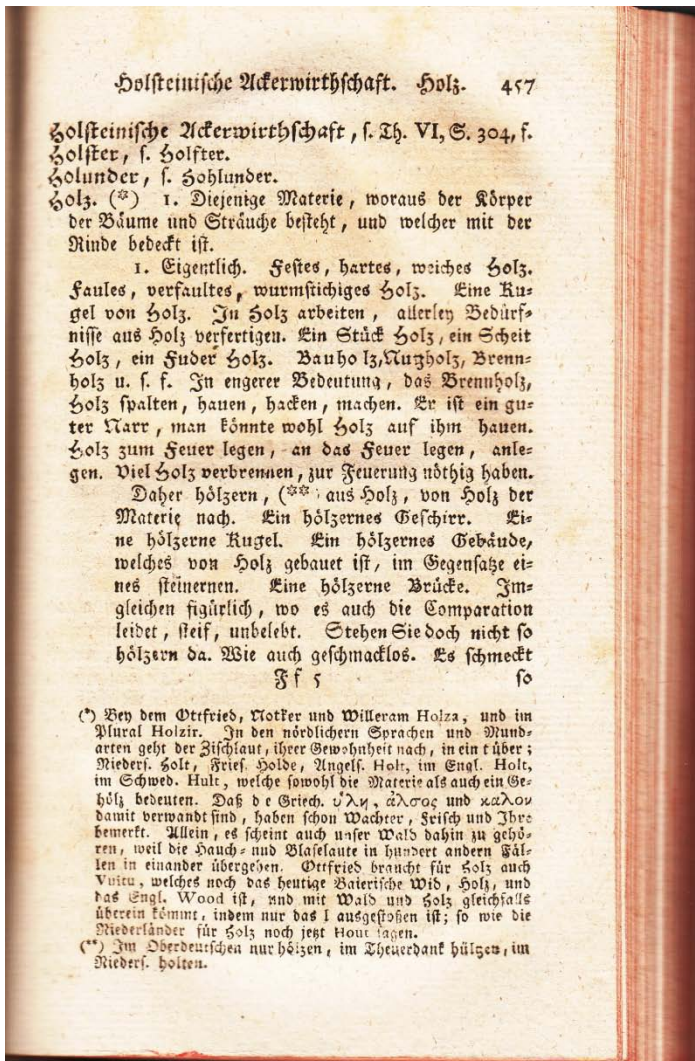 Holsteinische Ackerwirthschaft. Holz. 457
Holsteinische Ackerwirthschaft, s. Th. VI, S. 304, f.
Holster, s. Holfter.
Holunder, s. Hohlunder.
Holz. (*) 1. Diejenige Materie, woraus der Körper
der Bäume und Sträuche besteht, und welcher mit der
Rinde bedeckt ist.
1. Eigentlich. Festes, hartes, weiches Holz.
Faules, verfaultes, wurmstichiges Holz. Eine Ku=
gel von Holz. In Holz arbeiten, allerley Bedürf=
nisse aus Holz verfertigen. Ein Stück Holz, ein Scheit
Holz, ein Fuder Holz. Bauho lz, Nutzholz, Brenn=
holz u. s. f. In engerer Bedeutung, das Brennholz,
Holz spalten, hauen, hacken, machen. Er ist ein gu=
ter Narr, man könnte wohl Holz auf ihm hauen.
Holz zum Feuer legen, an das Feuer legen, anle=
gen. Viel Holz verbrennen, zur Feuerung nöthig haben.
Daher hölzern, (** aus Holz, von Holz der
Materie nach. Ein hölzernes Geschirr. Ei=
ne hölzerne Kugel. Ein hölzernes Gebäude,
welches von Holz gebauet ist, im Gegensatze ei=
nes steinernen. Eine hölzerne Brücke. Im=
gleichen figürlich, wo es auch die Comparation
leidet, steif, unbelebt. Stehen Sie doch nicht so
hölzern da. Wie auch geschmacklos. Es schmeckt
Ff 5 so
(*) Bey dem Ottfried, Notker und Willeram Holza, und im
Plural Holzir. In den nördlichern Sprachen und Mund=
arten geht der Zischlaut, ihrer Gewohnheit nach, in ein t über;
Nieders. Holt, Fries. Holde, Angels. Holt, im Engl. Holt,
im Schwed. Hult, welche sowohl die Materie als auch ein Ge=
hölz bedeuten. Daß d e Griech. ὑλη, ἀλσος und καλον
damit verwandt sind, haben schon Wachter, Frisch und Ihre
bemerkt. Allein, es scheint auch unser Wald dahin zu gehö=
ren, weil die Hauch= und Blaselaute in hundert andern Fäl=
len in einander übergehen. Ottfried braucht für Holz auch
Vuitu, welches noch das heutige Baierische Wid, Holz, und
das Engl. Wood ist, und mit Wald und Holz gleichfalls
überein kömmt, indem nur das l ausgestoßen ist; so wie die
Niederländer für Holz noch jetzt Hout sagen.
(**) Im Oberdeutschen nur hölzen, im Theuerdank hültzen, im
Nieders. holten.